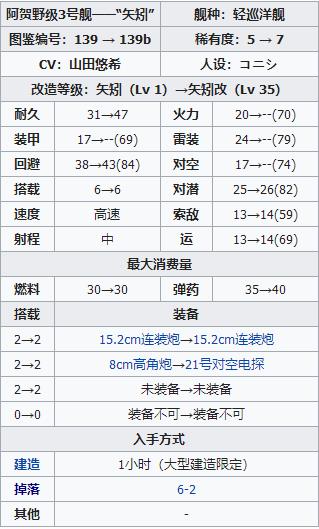 阿贺野级3号舰——“矢矧” 舰种：轻巡洋舰
图鉴编号：139 → 139b 稀有度：5 → 7
CV：山田悠希 人设：コニシ
改造等级：矢矧（Lv 1）→矢矧改（Lv 35）
耐久 31→47 火力 20→--(70)
装甲 17→--(69) 雷装 24→--(79)
回避 38→43(84) 对空 17→--(74)
搭载 6→6 对潜 25→26(82)
速度 高速 索敌 13→14(59)
射程 中 运 13→14(69)
最大消费量
燃料 30→30 弹药 35→40
搭载 装备
2→2 15.2cm连装炮→15.2cm连装炮
2→2 8cm高角炮→21号对空电探
2→2 未装备→未装备
0→0 装备不可→装备不可
入手方式
建造 1小时（大型建造限定）
掉落 6-2
其他 -